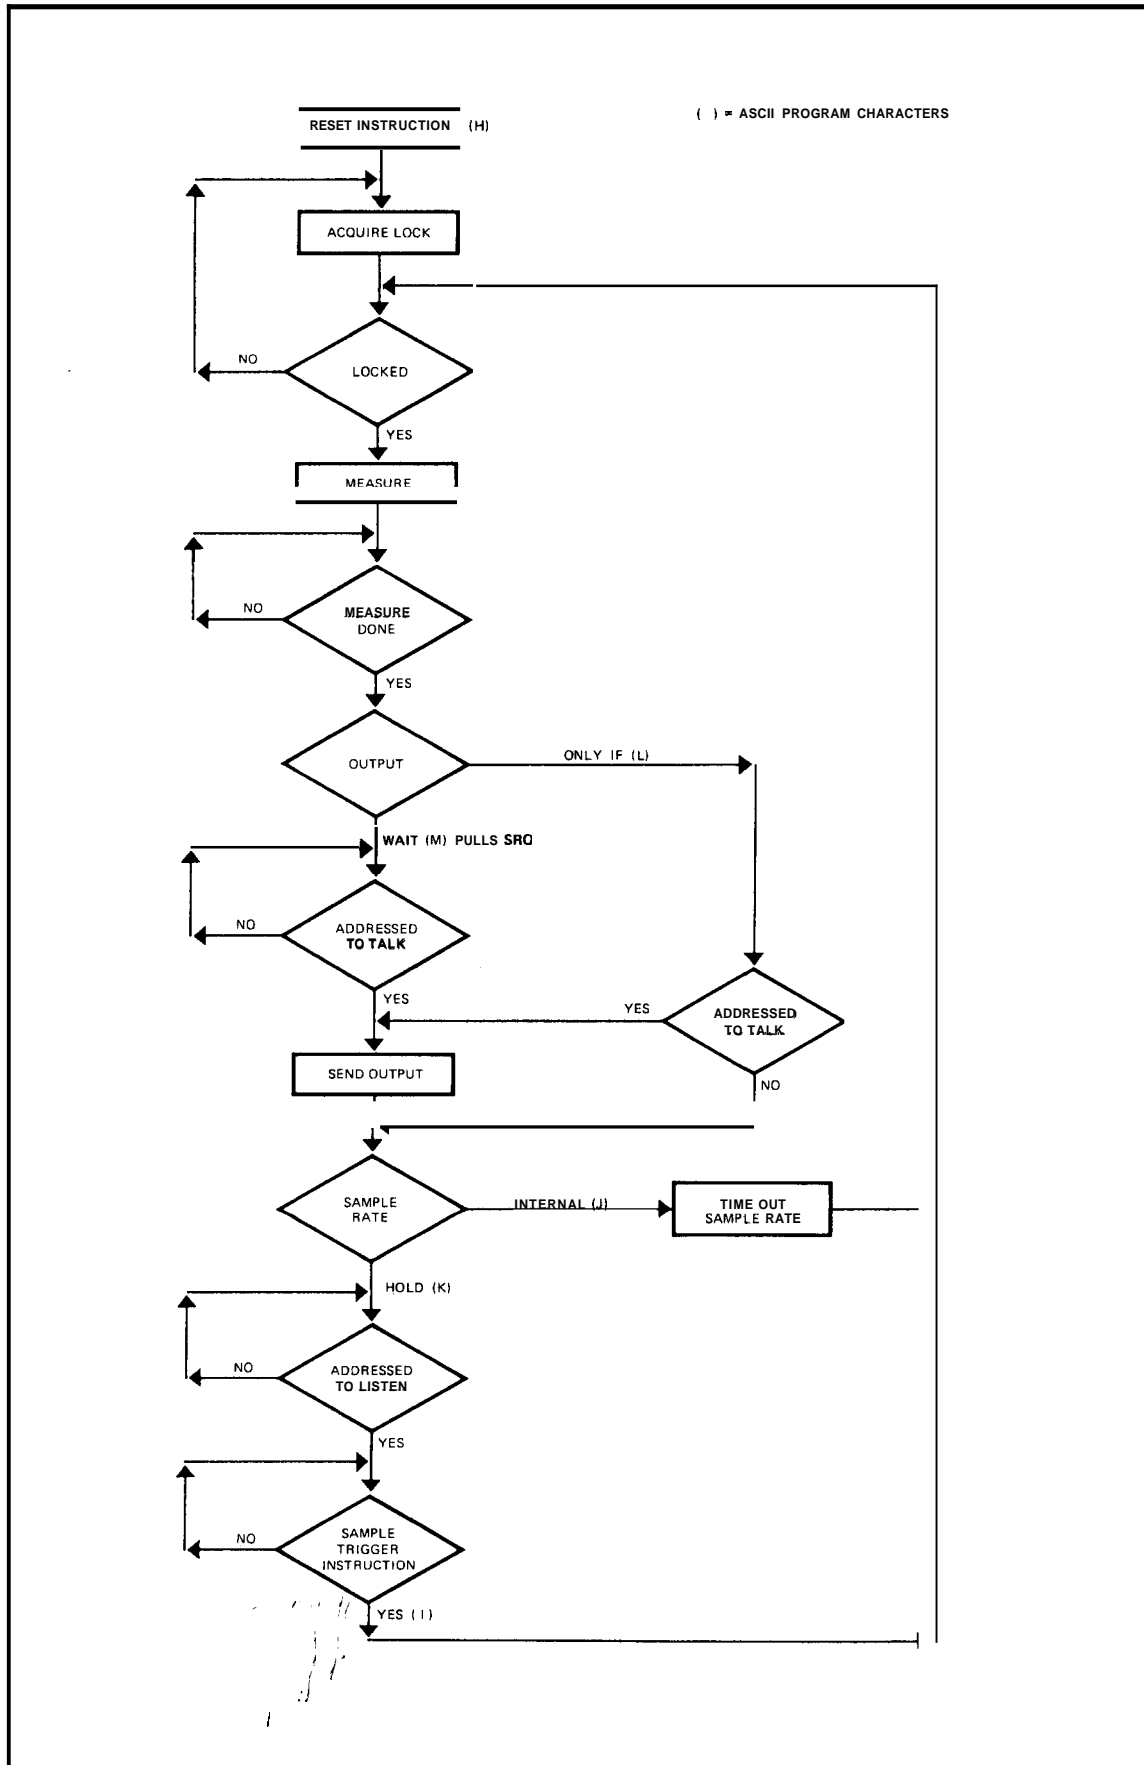 RESET INSTRUCTION (H)
( ) = ASCII PROGRAM CHARACTERS
ACQUIRE LOCK
NO
LOCKED
YES
MEASURE
NO
MEASURE
DONE
YES
OUTPUT
ONLY IF (L)
WAIT (M) PULLS SRQ
NO
ADDRESSED
TO TALK
YES
YES
ADDRESSED
TO TALK
SEND OUTPUT
NO
SAMPLE
RATE
INTERNAL (J)
TIME OUT
SAMPLE RATE
HOLD (K)
NO
ADDRESSED
TO LISTEN
YES
NO
SAMPLE
TRIGGER
INSTRUCTION
YES (I)